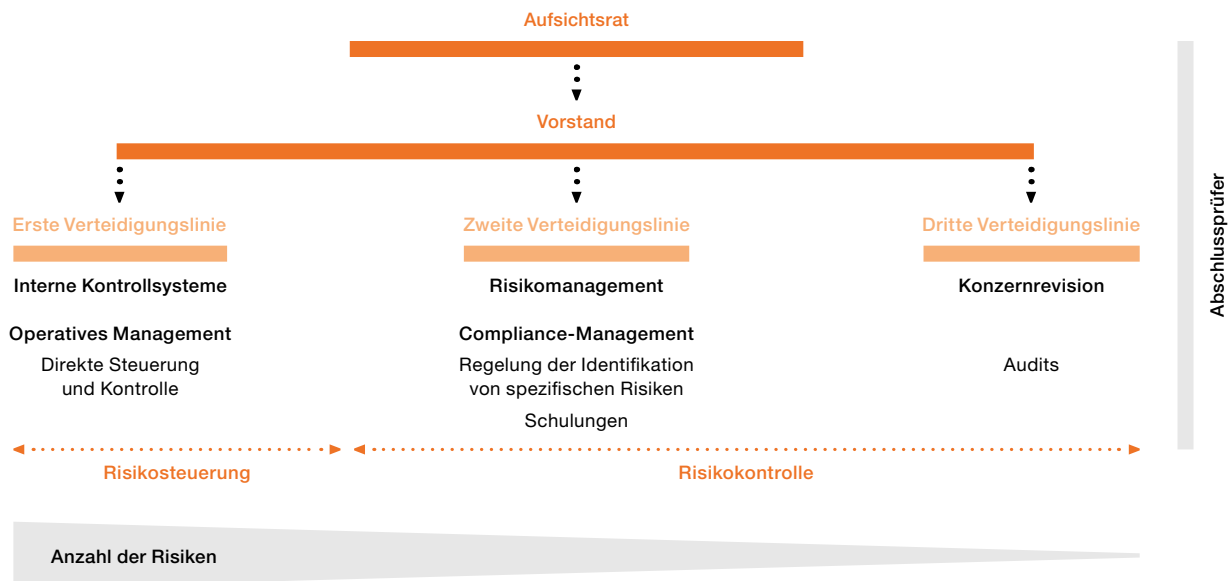 Aufsichtsrat
Vorstand
Erste Verteidigungslinie
Interne Kontrollsysteme
Operatives Management
Direkte Steuerung
und Kontrolle
Zweite Verteidigungslinie
Risikomanagement
Compliance-Management
Regelung der Identifikation
von spezifischen Risiken
Schulungen
Dritte Verteidigungslinie
Konzernrevision
Audits
Risikosteuerung
Risikokontrolle
Anzahl der Risiken
Abschlussprüfer